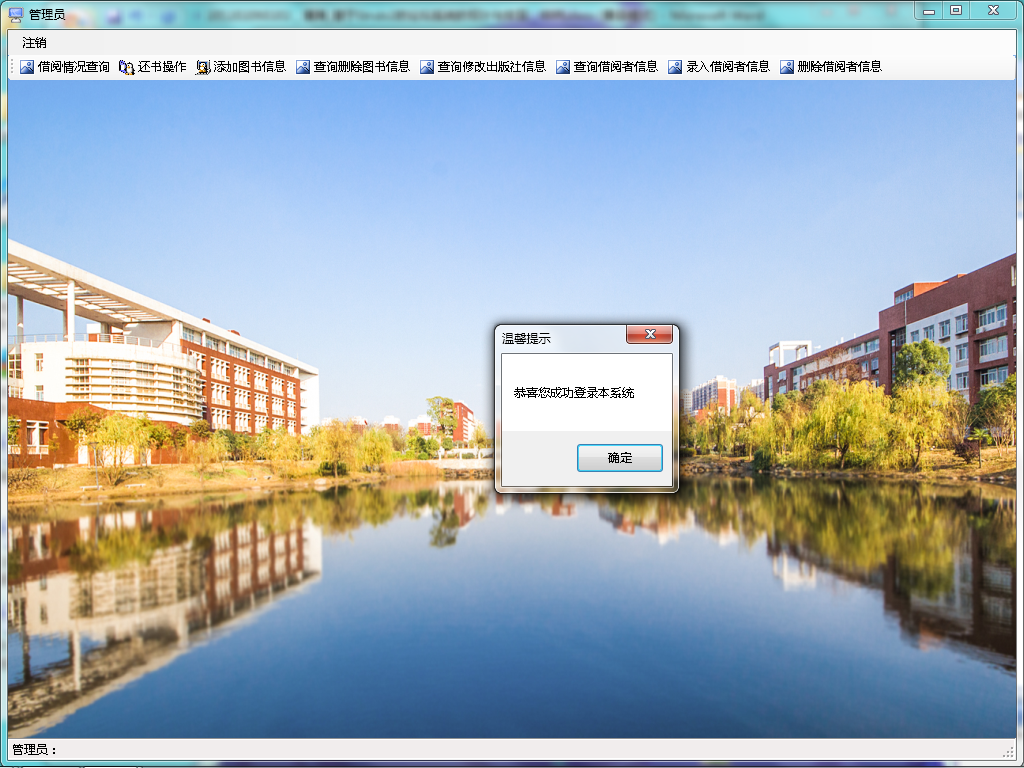 管理员
注销
借阅情况查询 还书操作 添加图书信息 查询删除图书信息 查询修改出版社信息 查询借阅者信息 录入借阅者信息 删除借阅者信息
温馨提示
恭喜您成功登录本系统
确定
管理员：